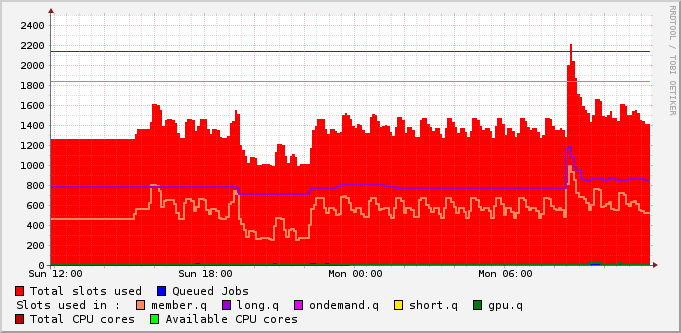 2400
2200
2000
1800
1600
1400
1200
1000
800
600
400
200
0
Sun 12:00 Sun 18:00 Mon 00:00 Mon 06:00
Total slots used Queued Jobs
Slots used in : member.q long.q ondemand.q short.q gpu.q
Total CPU cores Available CPU cores
RRDTOOL / TOBI OETIKER